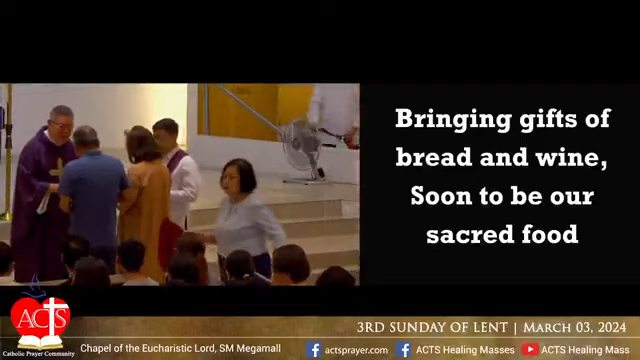 Bringing gifts of
bread and wine,
Soon to be our
sacred food
3RD SUNDAY OF LENT | MARCH 03, 2024
ACTS
Catholic Prayer Community
Chapel of the Eucharistic Lord, SM Megamall
actsprayer.com
ACTS Healing Masses
ACTS Healing Mass